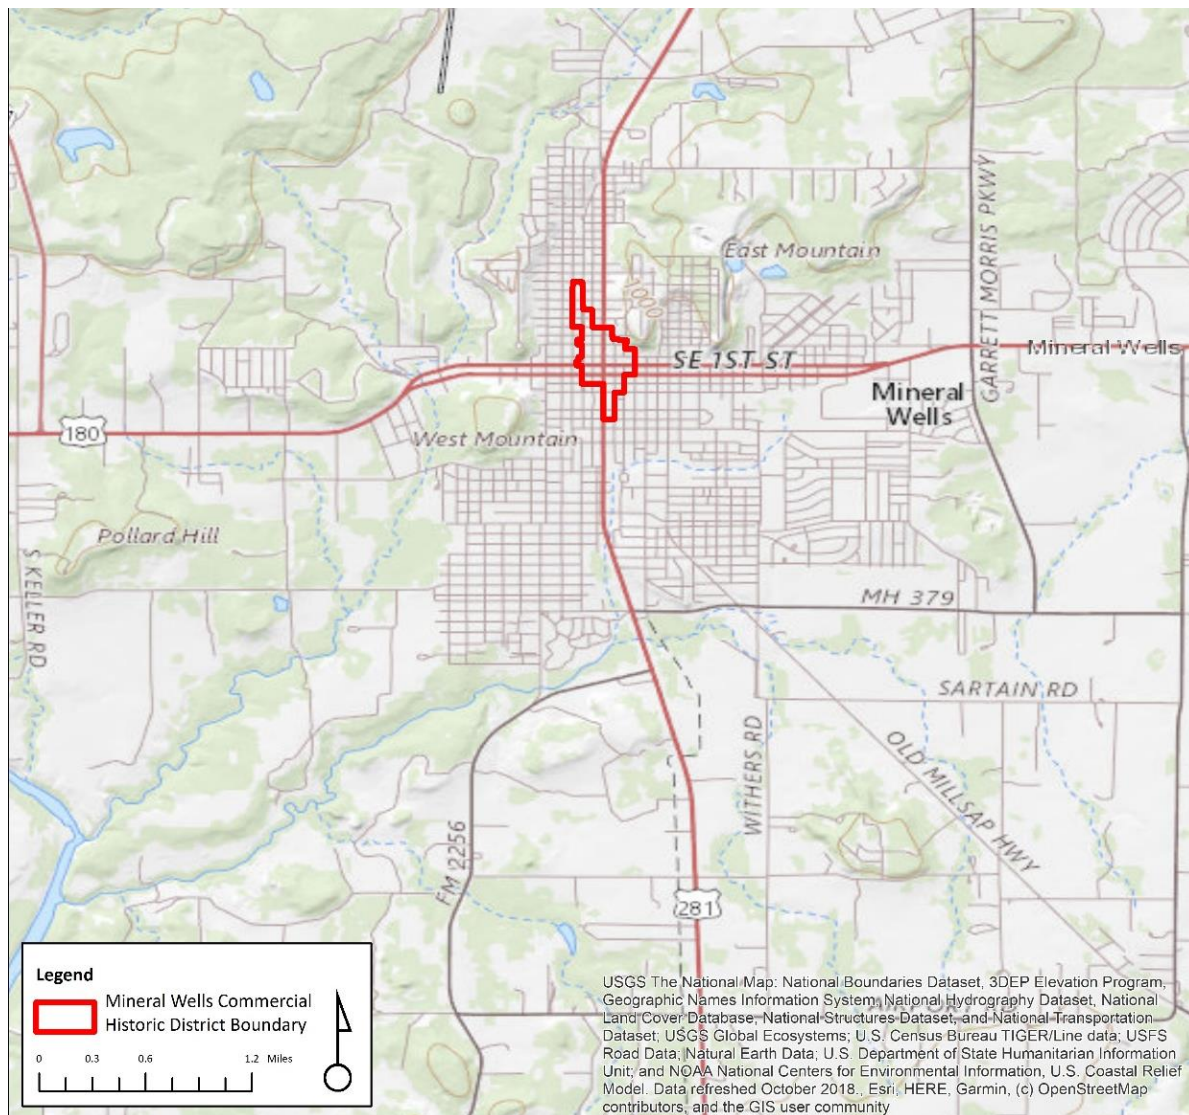 GARRETT MORRIS PKWY
East Mountain
1000
SE 1ST ST
Mineral Wells
Mineral
Wells
180
West Mountain
Pollard Hill
S KELLER RD
MH 379
SARTAIN RD
WITHERS RD
OLD MILLSAP HWY
FM 2256
281
AIRPORT RD
Legend
Mineral Wells Commercial
Historic District Boundary
0 0.3 0.6 1.2 Miles
USGS The National Map: National Boundaries Dataset, 3DEP Elevation Program,
Geographic Names Information System, National Hydrography Dataset, National
Land Cover Database, National Structures Dataset, and National Transportation
Dataset; USGS Global Ecosystems; U.S. Census Bureau TIGER/Line data; USFS
Road Data; Natural Earth Data; U.S. Department of State Humanitarian Information
Unit; and NOAA National Centers for Environmental Information, U.S. Coastal Relief
Model. Data refreshed October 2018., Esri, HERE, Garmin, (c) OpenStreetMap
contributors, and the GIS user community